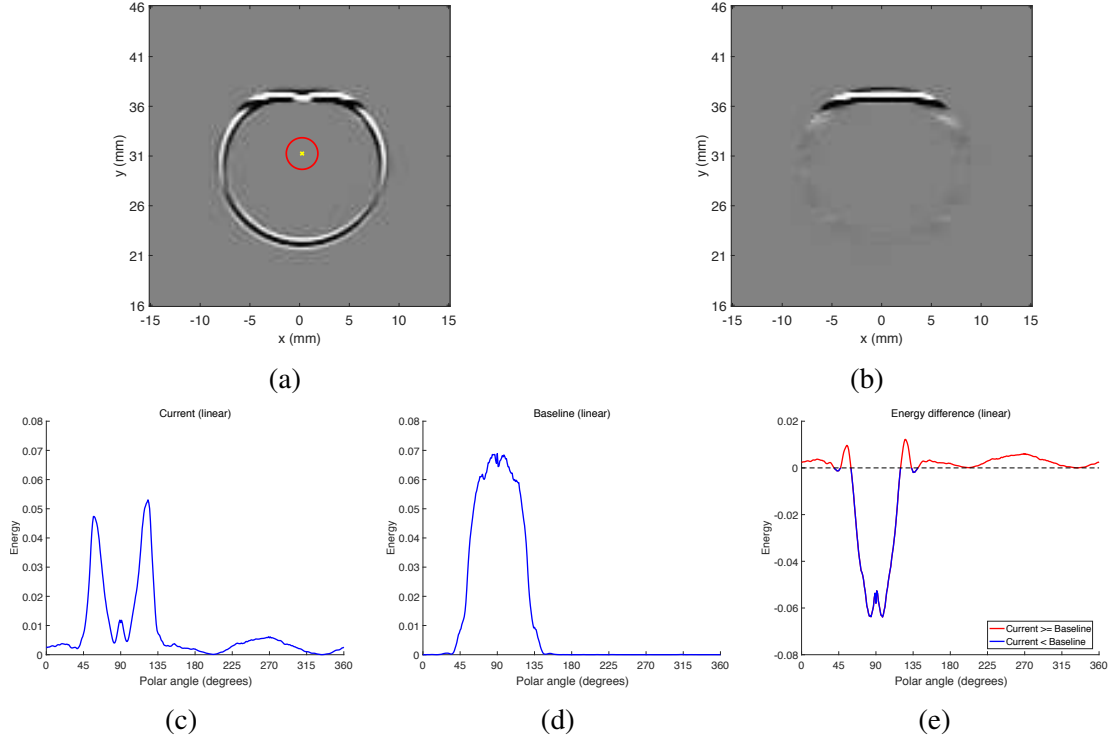 46
41
36
31
26
21
16
y (mm)
-15 -10 -5 0 5 10 15
x (mm)
(a)
46
41
36
31
26
21
16
y (mm)
-15 -10 -5 0 5 10 15
x (mm)
(b)
Current (linear)
0.08
0.07
0.06
0.05
0.04
0.03
0.02
0.01
0
Energy
0 45 90 135 180 225 270 315 360
Polar angle (degrees)
(c)
Baseline (linear)
0.08
0.07
0.06
0.05
0.04
0.03
0.02
0.01
0
Energy
0 45 90 135 180 225 270 315 360
Polar angle (degrees)
(d)
Energy difference (linear)
0.02
0
-0.02
-0.04
-0.06
-0.08
Energy
Current >= Baseline
Current < Baseline
0 45 90 135 180 225 270 315 360
Polar angle (degrees)
(e)